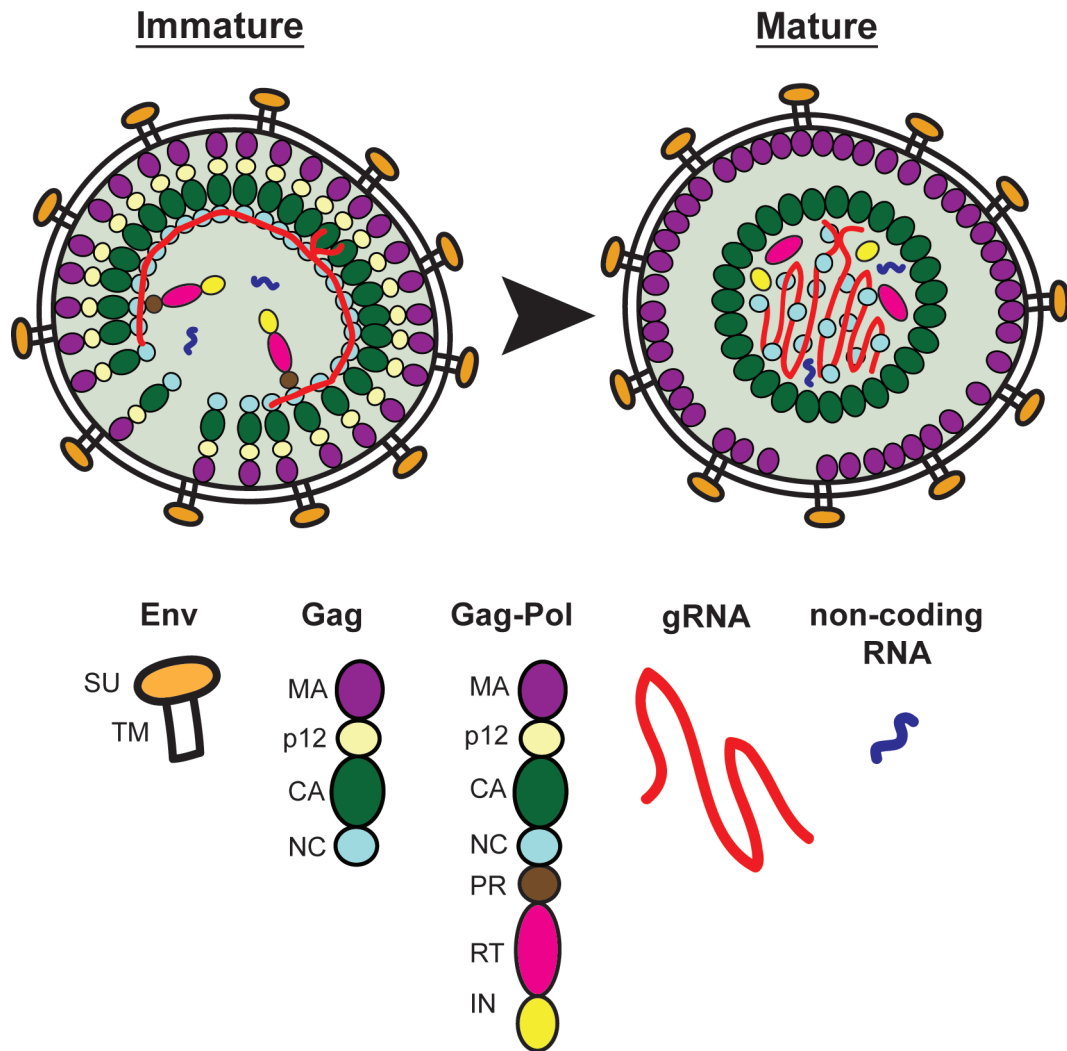 Immature
Mature
Env
SU
TM
Gag
MA
p12
CA
NC
Gag-Pol
MA
p12
CA
NC
PR
RT
IN
gRNA
non-coding
RNA